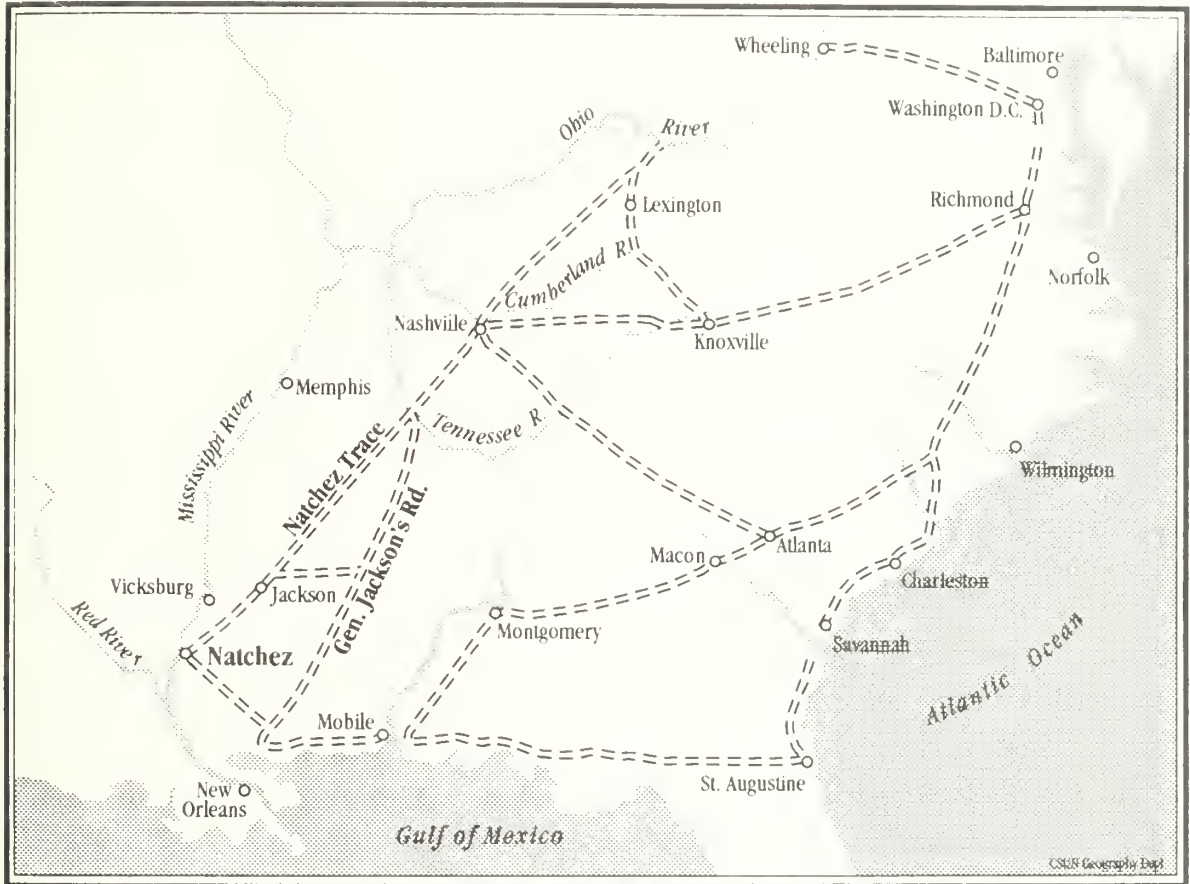 Wheeling
Baltimore
Washington D.C.
Ohio
River
Lexington
Richmond
Cumberland R.
Norfolk
Nashville
Knoxville
Memphis
Tennessee R.
Mississippi River
Natchez Trace
Wilmington
Gen. Jackson's Rd.
Macon
Atlanta
Vicksburg
Jackson
Charleston
Red River
Montgomery
Savannah
Natchez
Atlantic Ocean
Mobile
St. Augustine
New
Orleans
Gulf of Mexico
CSUN Geography Dept